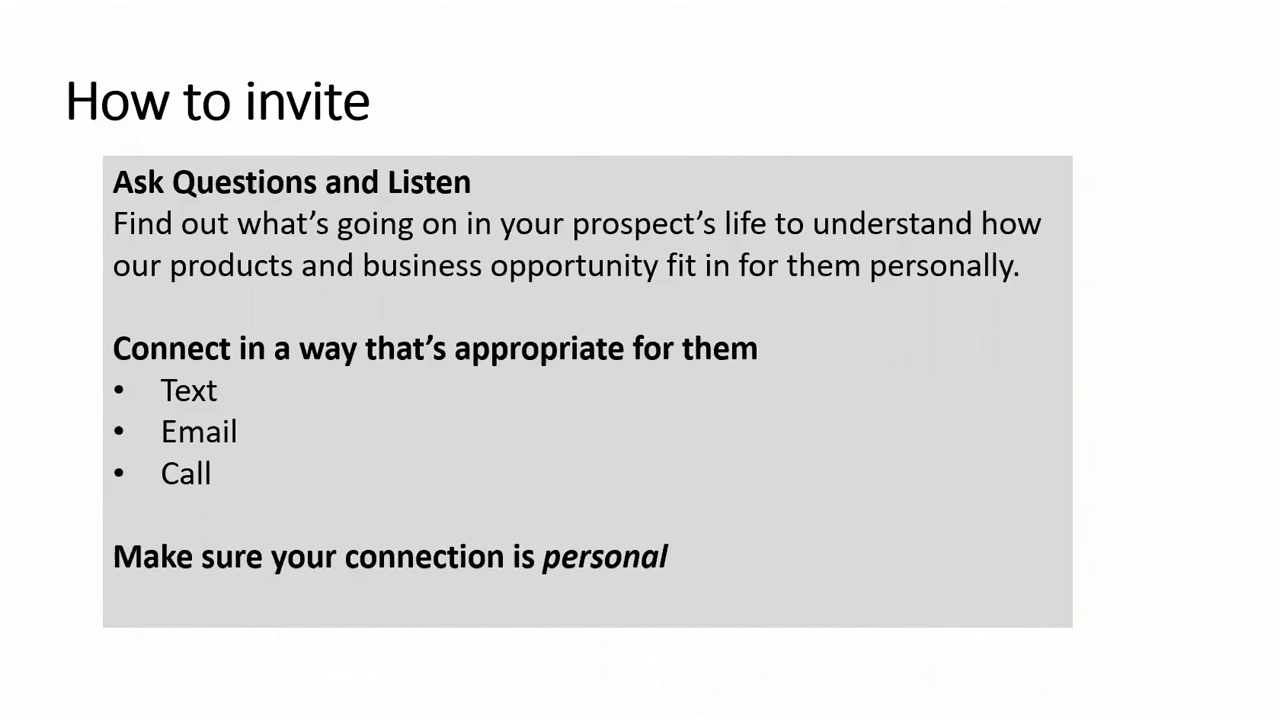 How to invite
Ask Questions and Listen
Find out what’s going on in your prospect’s life to understand how
our products and business opportunity fit in for them personally.
Connect in a way that’s appropriate for them
• Text
• Email
• Call
Make sure your connection is personal